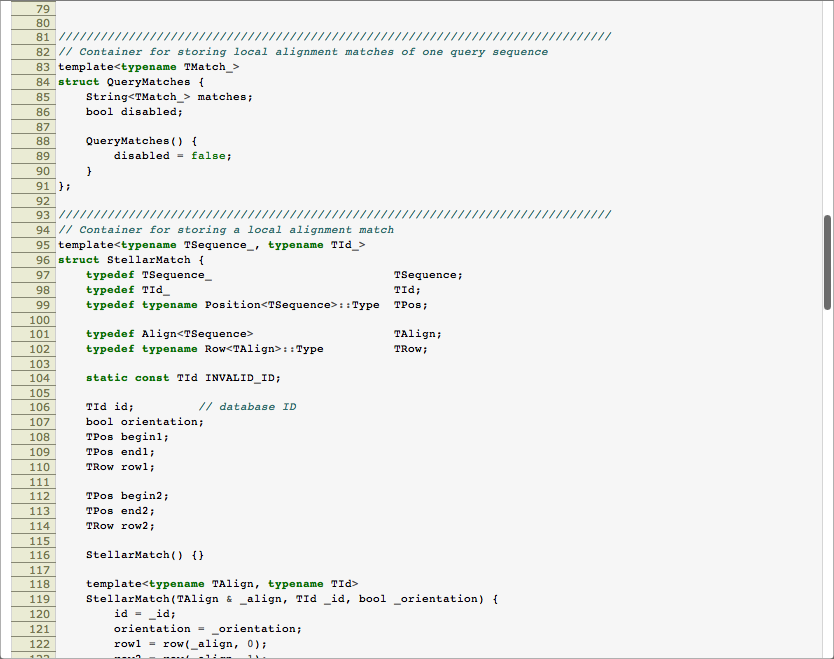 79
80
81 ///////////////////////////////////////////////////////////////////////////////
82 // Container for storing local alignment matches of one query sequence
83 template<typename TMatch_>
84 struct QueryMatches {
85     String<TMatch_> matches;
86     bool disabled;
87
88     QueryMatches() {
89         disabled = false;
90     }
91 };
92
93 ///////////////////////////////////////////////////////////////////////////////
94 // Container for storing a local alignment match
95 template<typename TSequence_, typename TId_>
96 struct StellarMatch {
97     typedef TSequence_                          TSequence;
98     typedef TId_                                TId;
99     typedef typename Position<TSequence>::Type  TPos;
100
101     typedef Align<TSequence>                    TAlign;
102     typedef typename Row<TAlign>::Type          TRow;
103
104     static const TId INVALID_ID;
105
106     TId id;         // database ID
107     bool orientation;
108     TPos begin1;
109     TPos end1;
110     TRow row1;
111
112     TPos begin2;
113     TPos end2;
114     TRow row2;
115
116     StellarMatch() {}
117
118     template<typename TAlign, typename TId>
119     StellarMatch(TAlign & _align, TId _id, bool _orientation) {
120         id = _id;
121         orientation = _orientation;
122         row1 = row(_align, 0);